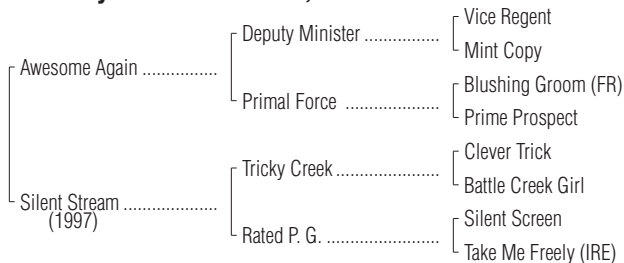 Vice Regent
Deputy Minister ................
Mint Copy
Awesome Again ................
Blushing Groom (FR)
Primal Force ....................
Prime Prospect
Clever Trick
Tricky Creek ......................
Battle Creek Girl
Silent Stream ....................
(1997)
Silent Screen
Rated P. G. ........................
Take Me Freely (IRE)